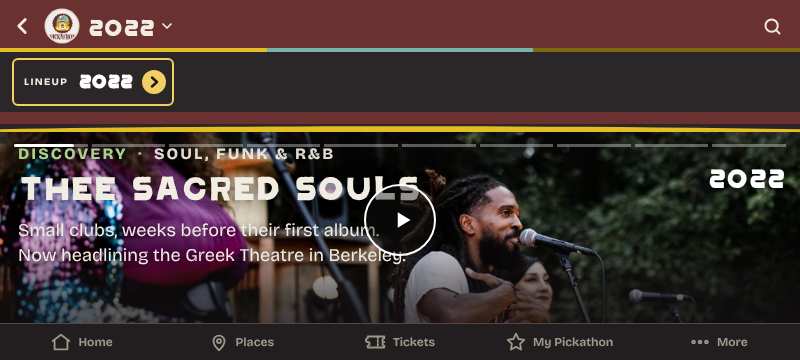 2022
LINEUP 2022
DISCOVERY · SOUL, FUNK & R&B
THEE SACRED SOULS
2022
Small clubs, weeks before their first album.
Now headlining the Greek Theatre in Berkeley.
Home
Places
Tickets
My Pickathon
More